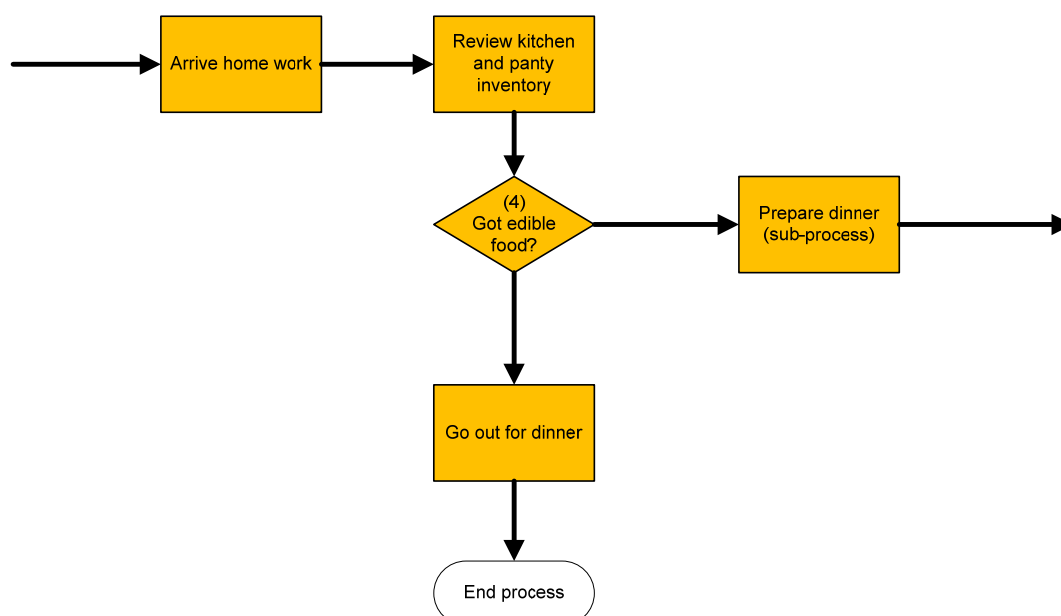 Arrive home work
Review kitchen
and panty
inventory
(4)
Got edible
food?
Prepare dinner
(sub-process)
Go out for dinner
End process